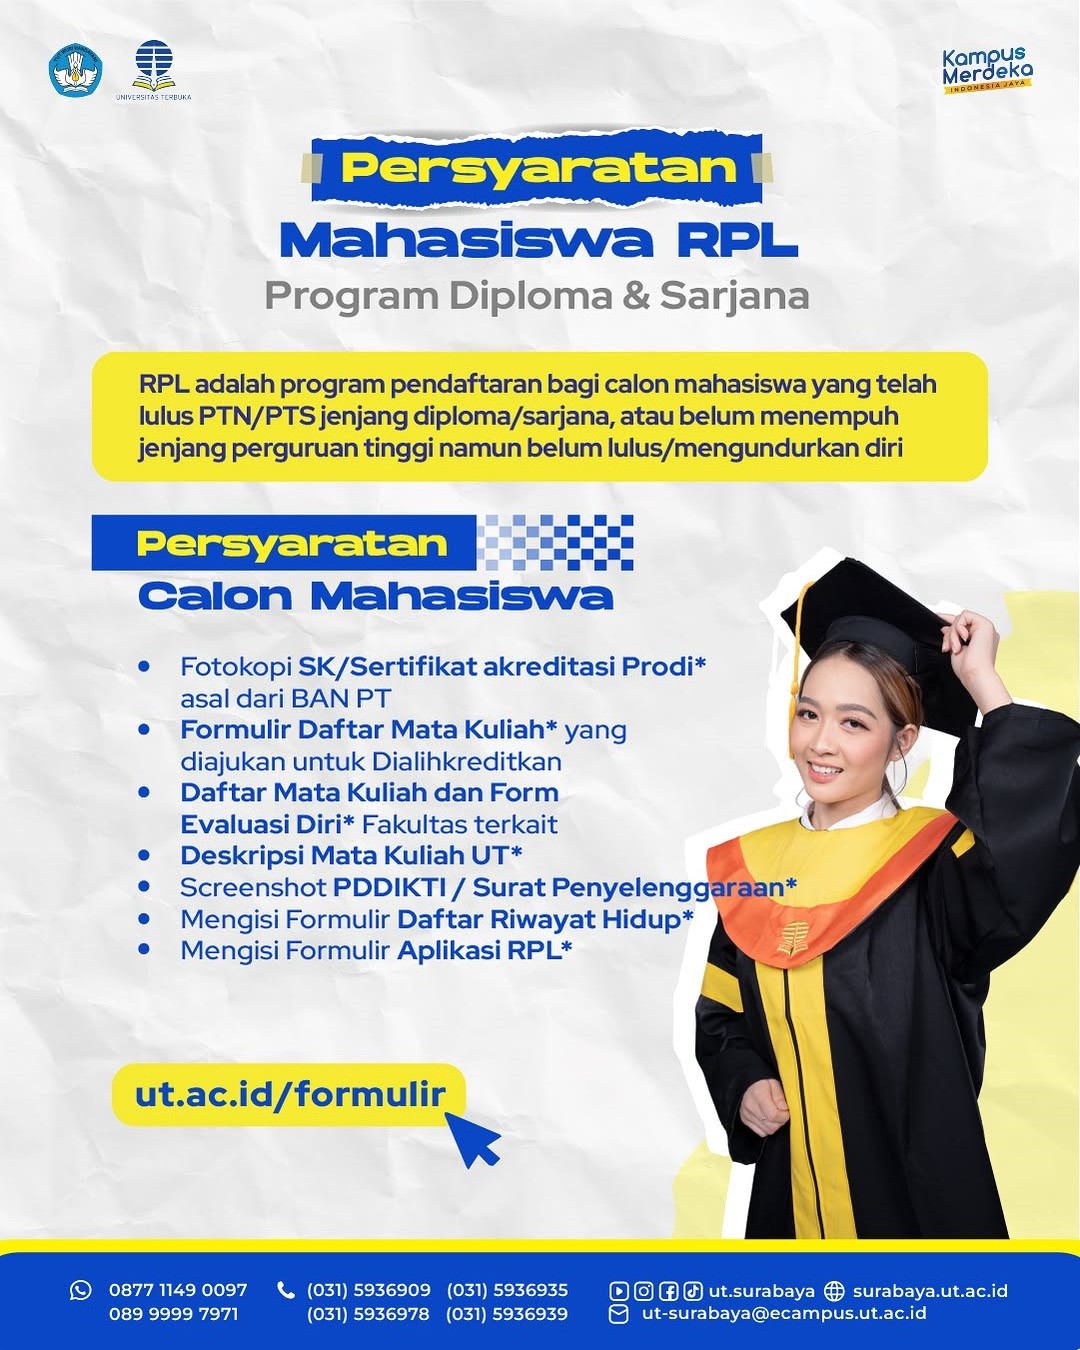 UNIVERSITAS TERBUKA
Kampus
Merdeka
INDONESIA JAYA
Persyaratan
Mahasiswa RPL
Program Diploma & Sarjana
RPL adalah program pendaftaran bagi calon mahasiswa yang telah
lulus PTN/PTS jenjang diploma/sarjana, atau belum menempuh
jenjang perguruan tinggi namun belum lulus/mengundurkan diri
Persyaratan
Calon Mahasiswa
• Fotokopi SK/Sertifikat akreditasi Prodi*
asal dari BAN PT
• Formulir Daftar Mata Kuliah* yang
diajukan untuk Dialihkreditkan
• Daftar Mata Kuliah dan Form
Evaluasi Diri* Fakultas terkait
• Deskripsi Mata Kuliah UT*
• Screenshot PDDIKTI / Surat Penyelenggaraan*
• Mengisi Formulir Daftar Riwayat Hidup*
• Mengisi Formulir Aplikasi RPL*
ut.ac.id/formulir
0877 1149 0097
089 9999 7971
(031) 5936909 (031) 5936935
(031) 5936978 (031) 5936939
ut.surabaya surabaya.ut.ac.id
ut-surabaya@ecampus.ut.ac.id